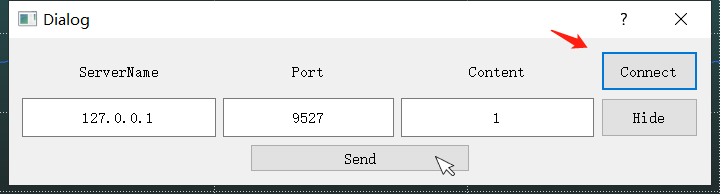 Dialog
ServerName Port Content Connect
127.0.0.1 9527 1 Hide
Send